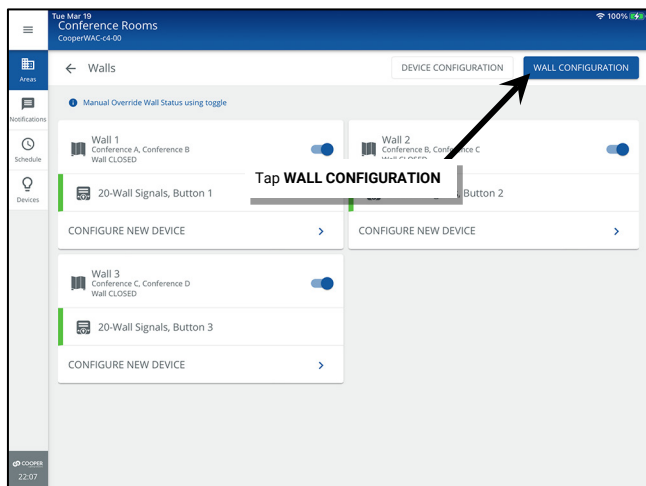 Tue Mar 19
100%
Conference Rooms
CooperWAC-c4-00
Areas
Notifications
Schedule
Devices
Walls
DEVICE CONFIGURATION
WALL CONFIGURATION
Manual Override Wall Status using toggle
Wall 1
Conference A, Conference B
Wall CLOSED
20-Wall Signals, Button 1
CONFIGURE NEW DEVICE
Wall 2
Conference B, Conference C
Tap WALL CONFIGURATION
, Button 2
CONFIGURE NEW DEVICE
Wall 3
Conference C, Conference D
Wall CLOSED
20-Wall Signals, Button 3
CONFIGURE NEW DEVICE
COOPER
22:07